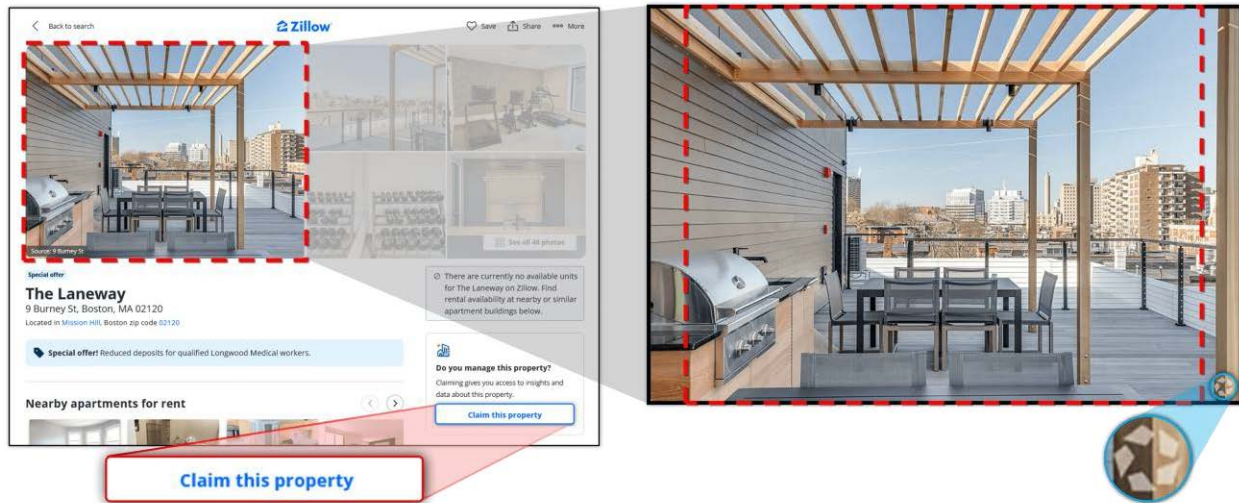 Back to search
Zillow
Save
Share
More
Source: 9 Burney St
See all 48 photos
Special offer
The Laneway
9 Burney St, Boston, MA 02120
Located in Mission Hill, Boston zip code 02120
Special offer! Reduced deposits for qualified Longwood Medical workers.
Nearby apartments for rent
There are currently no available units
for The Laneway on Zillow. Find
rental availability at nearby or similar
apartment buildings below.
Do you manage this property?
Claiming gives you access to insights and
data about this property.
Claim this property
Claim this property